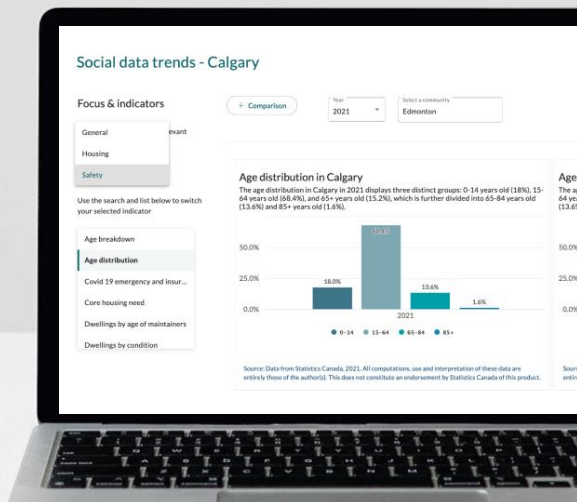 Social data trends - Calgary
Focus & indicators
+ Comparison
Year
2021
Select a community
Edmonton
General
evant
Housing
Safety
Use the search and list below to switch
your selected indicator
Age breakdown
Age distribution
Covid 19 emergency and insur...
Core housing need
Dwellings by age of maintainers
Dwellings by condition
Age distribution in Calgary
The age distribution in Calgary in 2021 displays three distinct groups: 0-14 years old (18%), 15-
64 years old (68.4%), and 65+ years old (15.2%), which is further divided into 65-84 years old
(13.6%) and 85+ years old (1.6%).
50.0%
25.0%
0.0%
18.0%
13.6%
1.6%
2021
0-14
15-64
65-84
85+
Source: Data from Statistics Canada, 2021. All computations, use and interpretation of these data are
entirely those of the author(s). This does not constitute an endorsement by Statistics Canada of this product.
Age
The a
64 ye
(13.6
50.0%
25.0%
0.0%
Sour
entir